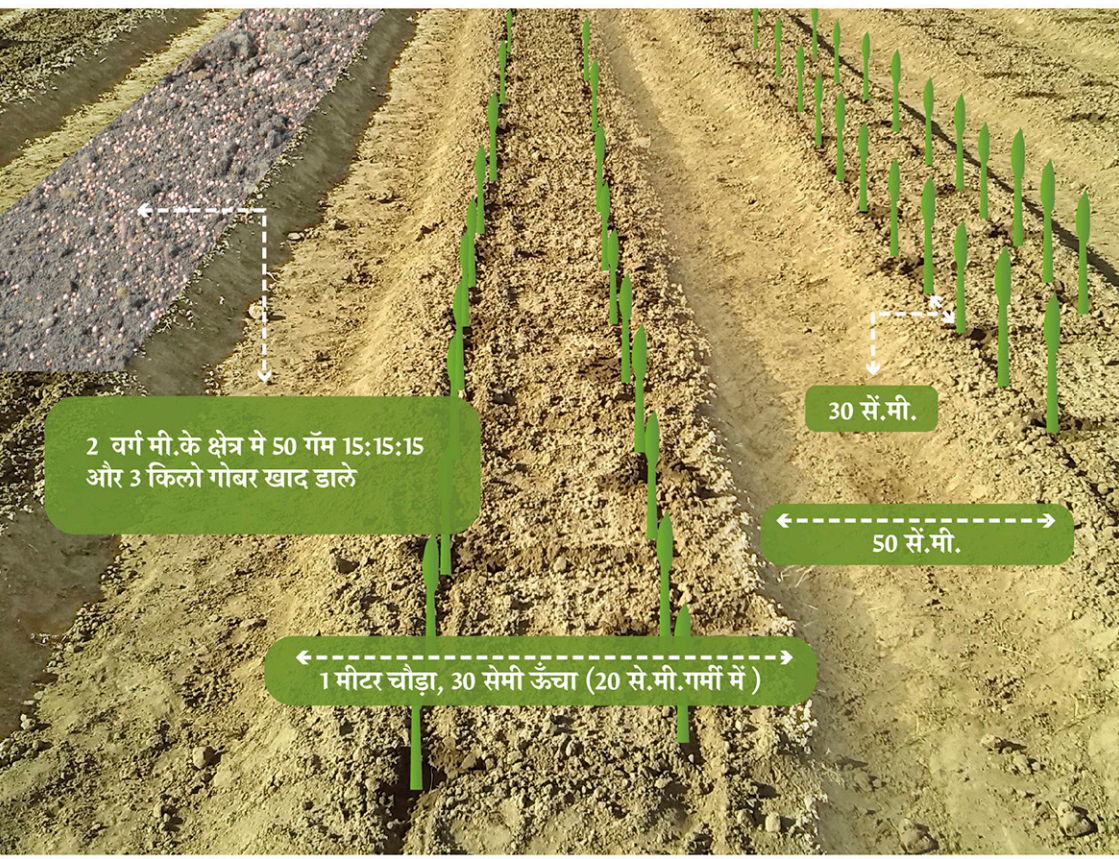 2 वर्ग मी.के क्षेत्र मे 50 गॅम 15:15:15
और 3 किलो गोबर खाद डाले
30 सें.मी.
50 सें.मी.
1 मीटर चौड़ा, 30 सेमी ऊँचा (20 से.मी.गर्मी में )